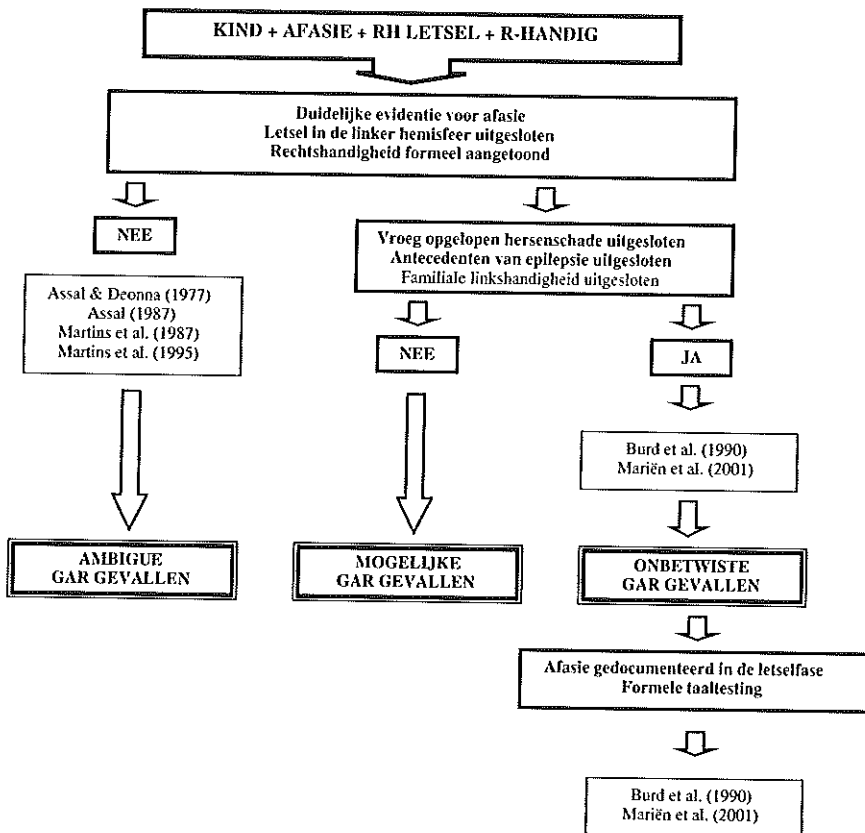 KIND + AFASIE + RH LETSEL + R-HANDIG
Duidelijke evidentie voor afasie
Letsel in de linker hemisfeer uitgesloten
Rechtshandigheid formeel aangetoond
NEE
Assal & Deonna (1977)
Assal (1987)
Martins et al. (1987)
Martins et al. (1995)
Vroeg opgelopen hersenschade uitgesloten
Antecedenten van epilepsie uitgesloten
Familiale linkshandigheid uitgesloten
NEE
JA
Burd et al. (1990)
Mariën et al. (2001)
AMBIGUE
GAR GEVALLEN
MOGELIJKE
GAR GEVALLEN
ONBETWISTE
GAR GEVALLEN
Afasie gedocumenteerd in de letselfase
Formele taaltesting
Burd et al. (1990)
Mariën et al. (2001)